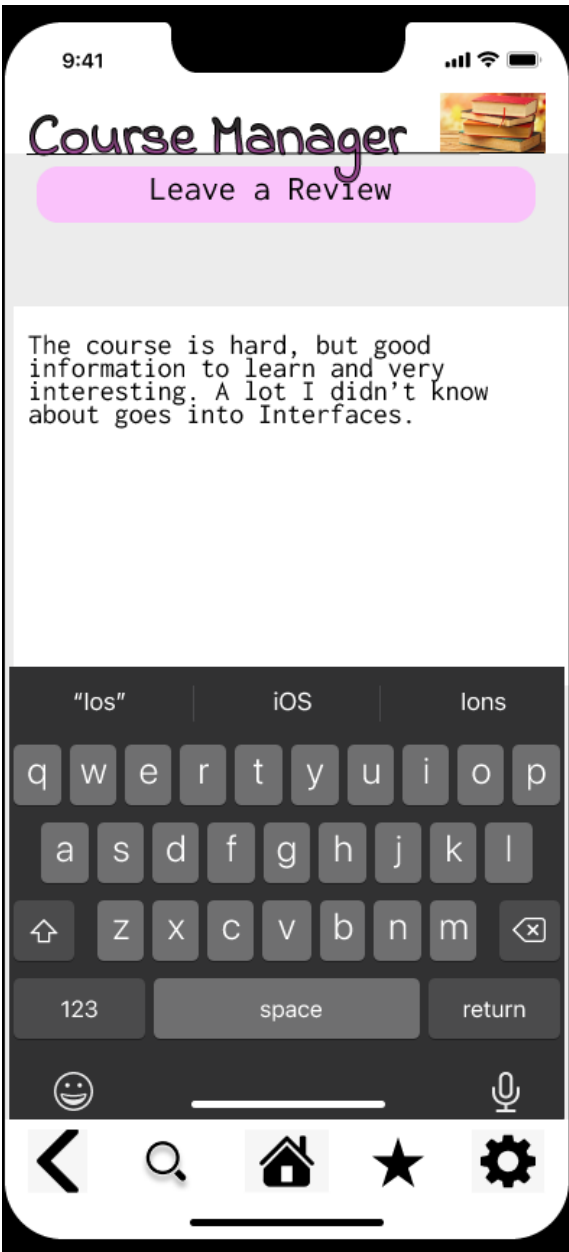 9:41
Course Manager
Leave a Review
The course is hard, but good
information to learn and very
interesting. A lot I didn't know
about goes into Interfaces.
“Ios” iOS Ions
q w e r t y u i o p
a s d f g h j k l
z x c v b n m
123 space return